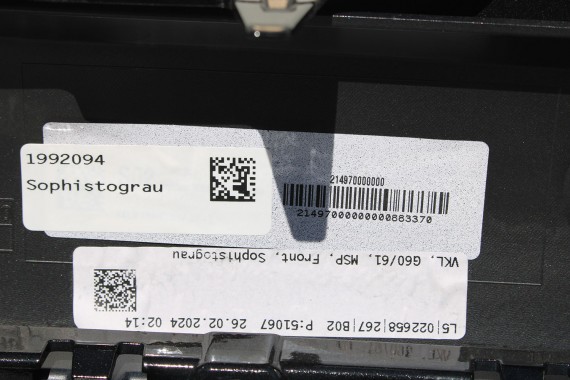 1992094
Sophistograu
214970000000
21497000000000883370
VKL, G60/61, MSP, Front, Sophistograu
L5|022658|267|B02 P:51067 26.02.2024 02:14